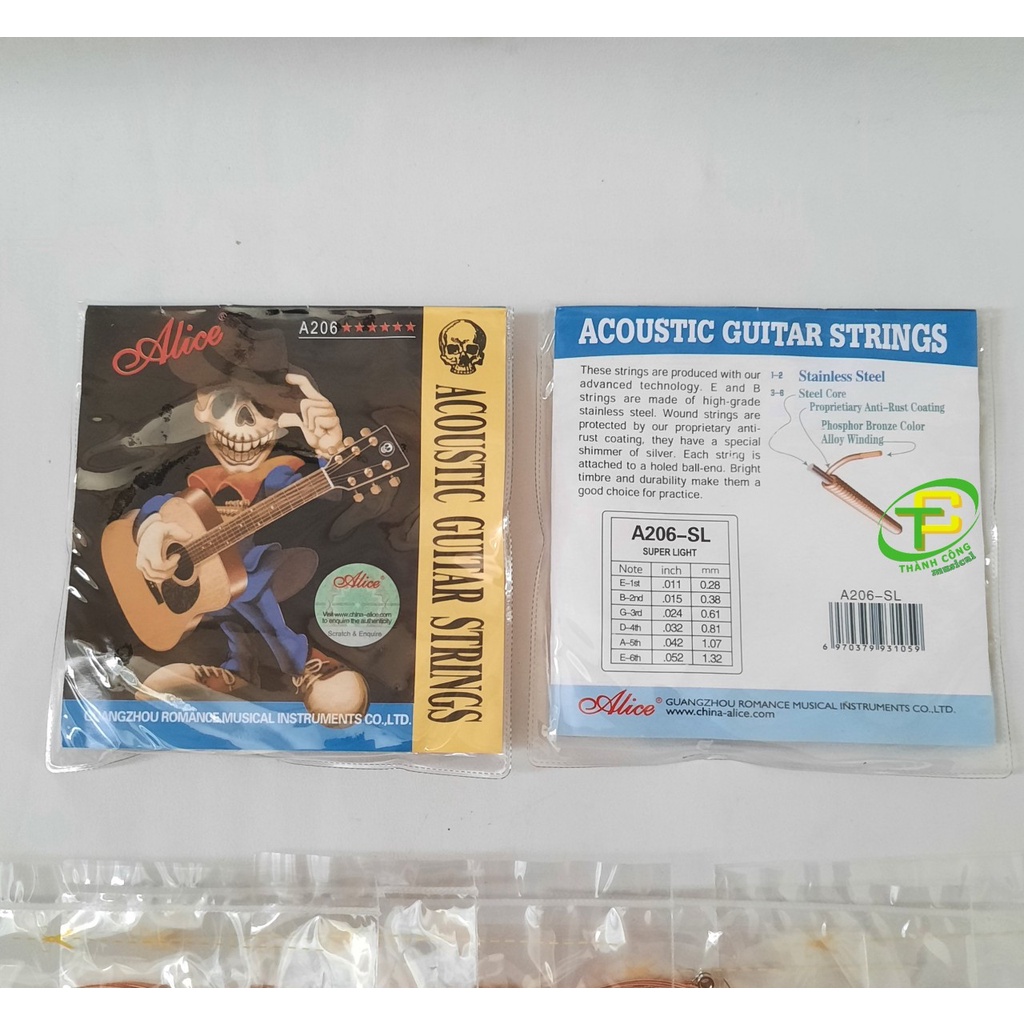 Alice®
A206★★★★★★
ACOUSTIC GUITAR STRINGS
Alice®
Visit www.china-alice.com
to enquire the authenticity
Scratch & Enquire
GUANGZHOU ROMANCE MUSICAL INSTRUMENTS CO.,LTD.
ACOUSTIC GUITAR STRINGS
These strings are produced with our
advanced technology. E and B
strings are made of high-grade
stainless steel. Wound strings are
protected by our proprietary anti-
rust coating, they have a special
shimmer of silver. Each string is
attached to a holed ball-end. Bright
timbre and durability make them a
good choice for practice.
1-2 Stainless Steel
3-6 Steel Core
Proprietary Anti-Rust Coating
Phosphor Bronze Color
Alloy Winding
A206-SL
SUPER LIGHT
Note inch mm
E-1st .011 0.28
B-2nd .015 0.38
G-3rd .024 0.61
D-4th .032 0.81
A-5th .042 1.07
E-6th .052 1.32
TC
THÀNH CÔNG
musical
A206-SL
6 970379 931059
Alice® GUANGZHOU ROMANCE MUSICAL INSTRUMENTS CO.,LTD.
www.china-alice.com